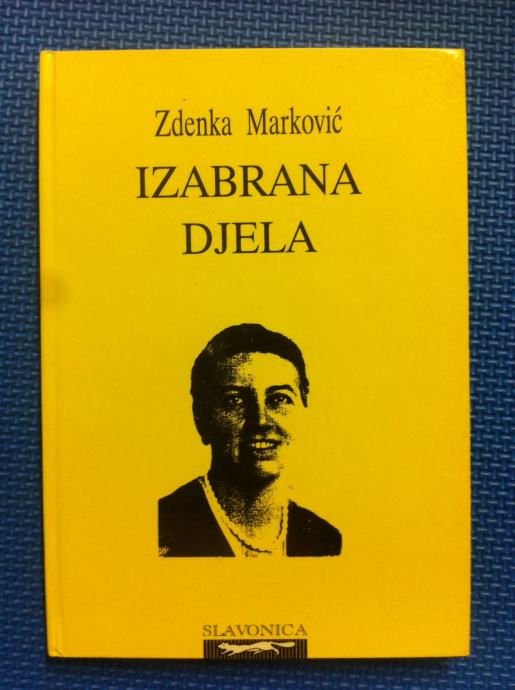 Zdenka Marković
IZABRANA
DJELA
SLAVONICA